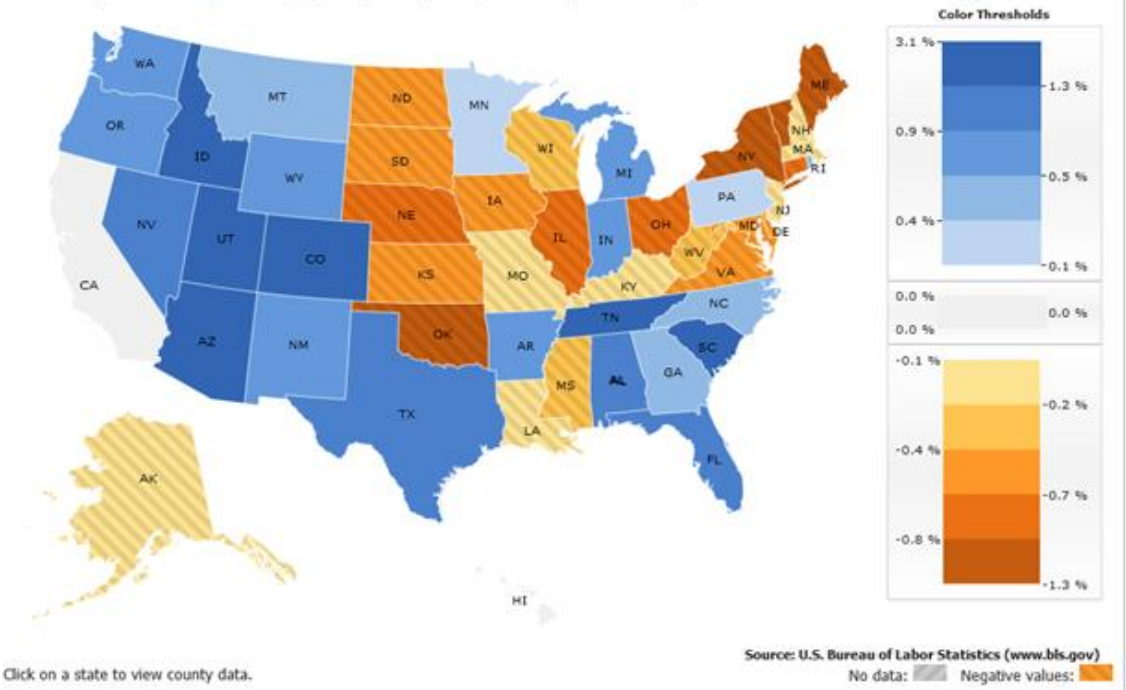 Color Thresholds
3.1 %
1.3 %
0.9 %
0.5 %
0.4 %
0.1 %
0.0 %
0.0 %
0.0 %
-0.1 %
-0.2 %
-0.4 %
-0.7 %
-0.8 %
-1.3 %
WA
MT
ND
MN
ME
OR
ID
SD
WI
NY
NH
MA
RI
WY
MI
PA
NV
UT
CO
NE
IA
IL
IN
OH
NJ
MD
DE
WV
VA
CA
KS
MO
KY
NC
AZ
NM
OK
AR
TN
SC
TX
LA
MS
AL
GA
FL
AK
HI
Source: U.S. Bureau of Labor Statistics (www.bls.gov)
Click on a state to view county data.
No data:
Negative values: